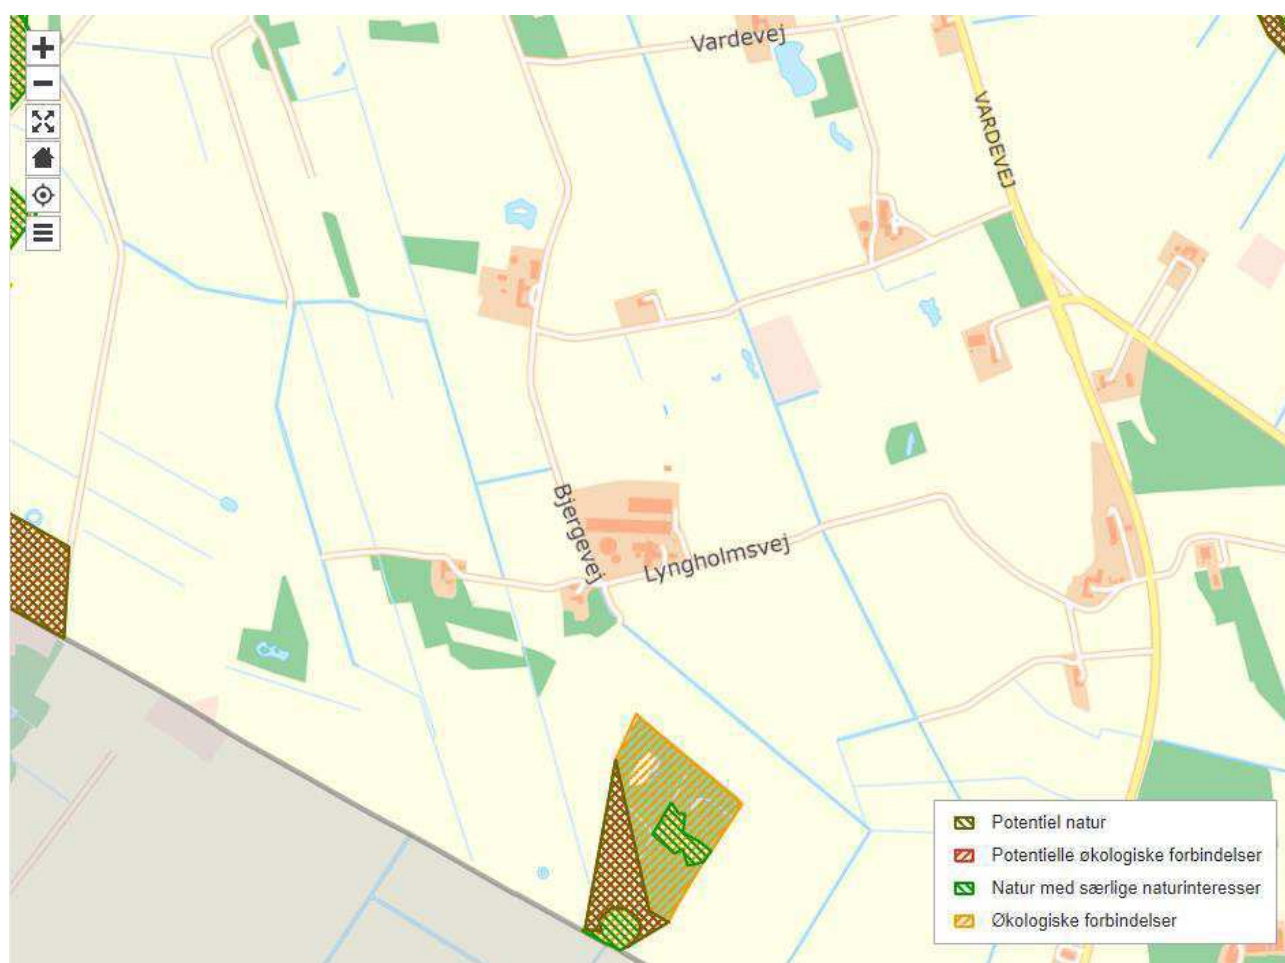 Vardevej
VARDEVEJ
Bjergevej
Lyngholmsvej
Potentiel natur
Potentielle økologiske forbindelser
Natur med særlige naturinteresser
Økologiske forbindelser